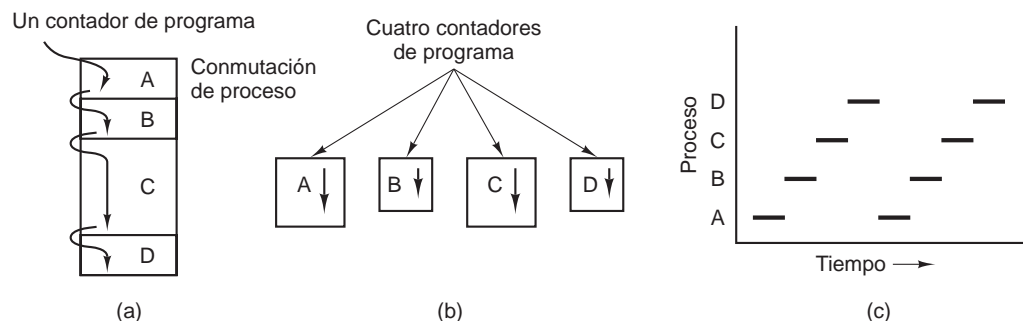 Un contador de programa
A
B
C
D
Conmutación
de proceso
(a)
Cuatro contadores
de programa
A
B
C
D
(b)
Proceso
D
C
B
A
Tiempo
(c)